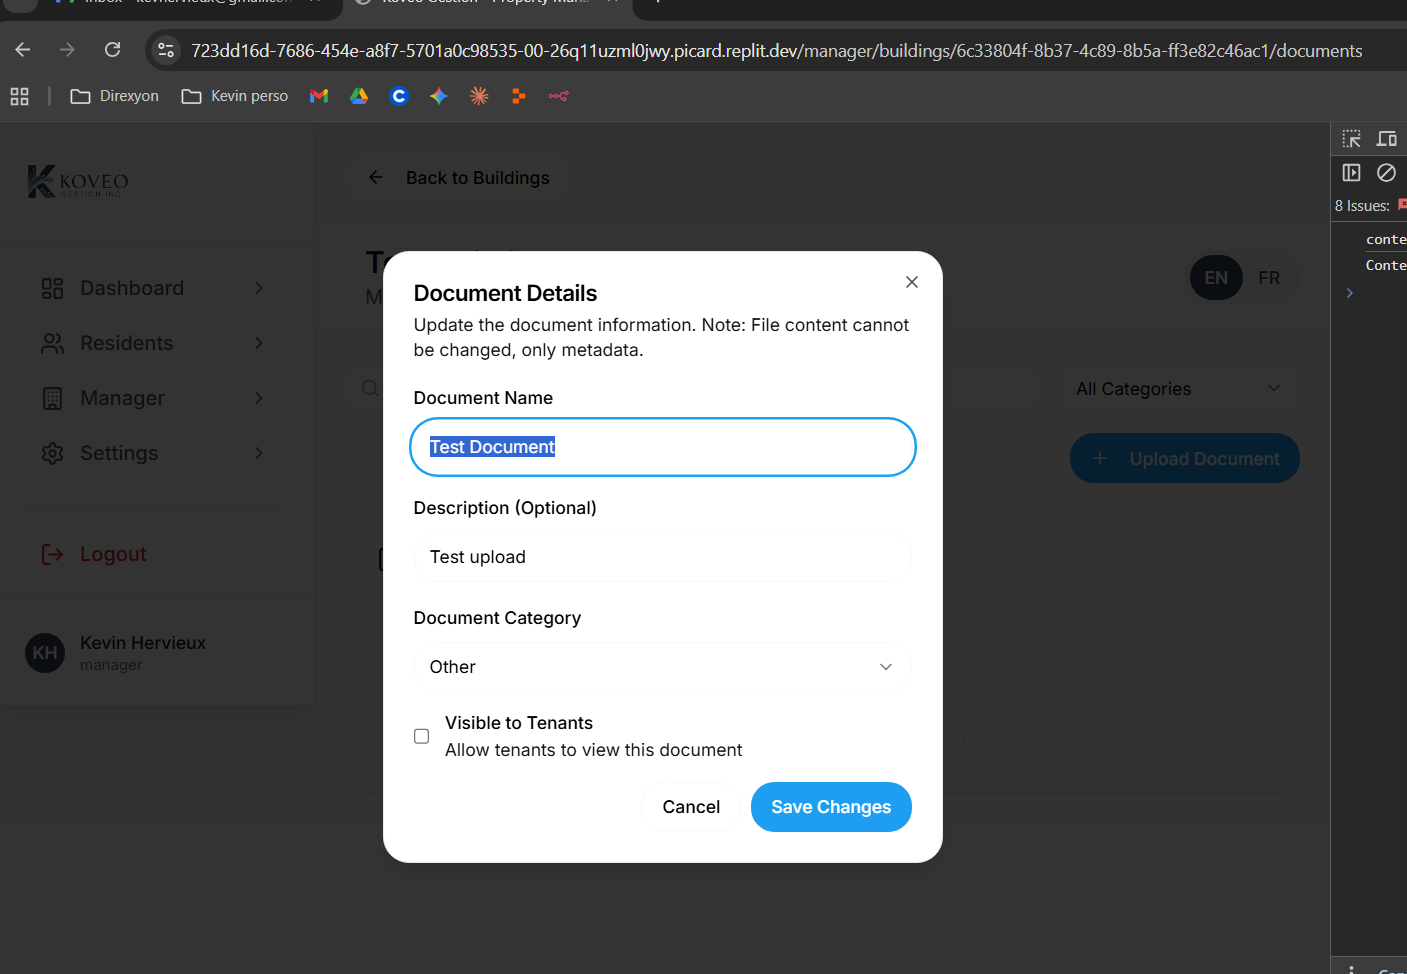 723dd16d-7686-454e-a8f7-5701a0c98535-00-26q11uzml0jwy.picard.replit.dev/manager/buildings/6c33804f-8b37-4c89-8b5a-ff3e82c46ac1/documents
Direxyon
Kevin perso
KOVEO
GESTION INC
Back to Buildings
8 Issues:
EN
FR
Dashboard
Residents
Manager
Settings
Logout
Kevin Hervieux
manager
KH
All Categories
+ Upload Document
Document Details
Update the document information. Note: File content cannot
be changed, only metadata.
Document Name
Test Document
Description (Optional)
Test upload
Document Category
Other
Visible to Tenants
Allow tenants to view this document
Cancel
Save Changes
conte
Conte